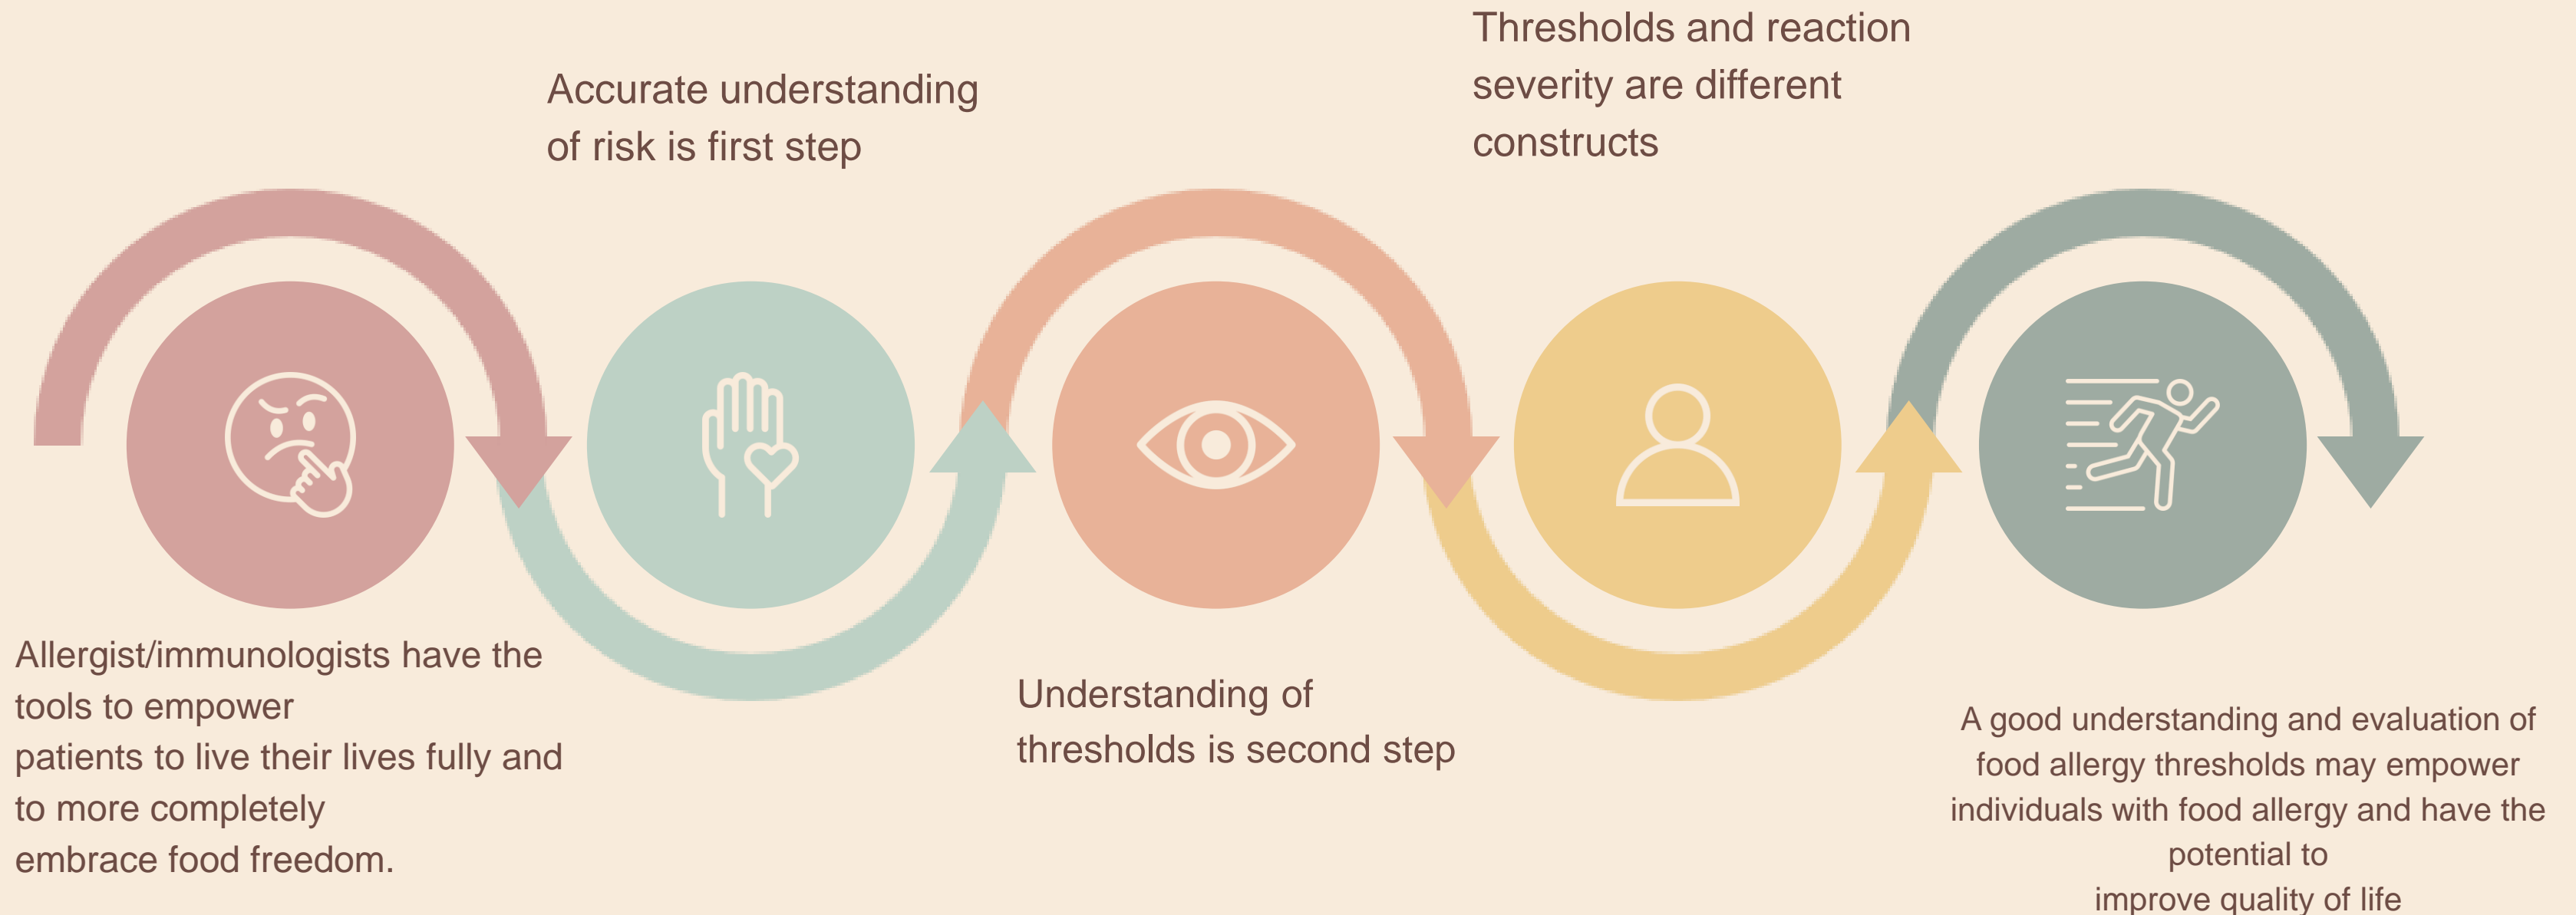 Allergist/immunologists have the
tools to empower
patients to live their lives fully and
to more completely
embrace food freedom.
Accurate understanding
of risk is first step
Understanding of
thresholds is second step
Thresholds and reaction
severity are different
constructs
A good understanding and evaluation of
food allergy thresholds may empower
individuals with food allergy and have the
potential to
improve quality of life